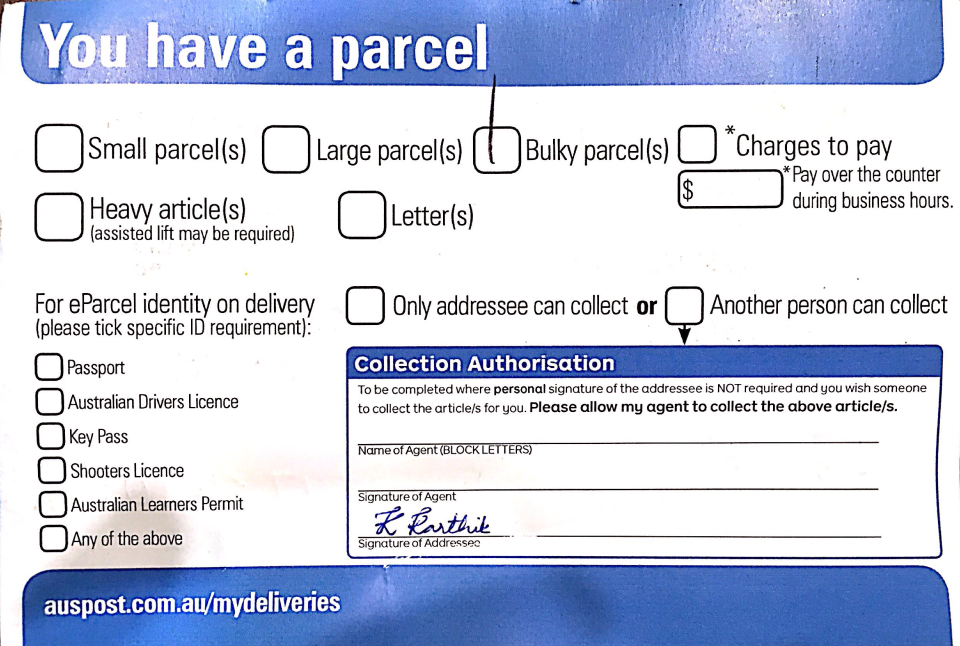 You have a parcel
Small parcel(s) Large parcel(s) Bulky parcel(s) *Charges to pay
$ *Pay over the counter
during business hours.
Heavy article(s)
(assisted lift may be required)
Letter(s)
For eParcel identity on delivery
(please tick specific ID requirement):
Passport
Australian Drivers Licence
Key Pass
Shooters Licence
Australian Learners Permit
Any of the above
Only addressee can collect or Another person can collect
Collection Authorisation
To be completed where personal signature of the addressee is NOT required and you wish someone
to collect the article/s for you. Please allow my agent to collect the above article/s.
Name of Agent (BLOCK LETTERS)
Signature of Agent
K Karthik
Signature of Addressee
auspost.com.au/mydeliveries